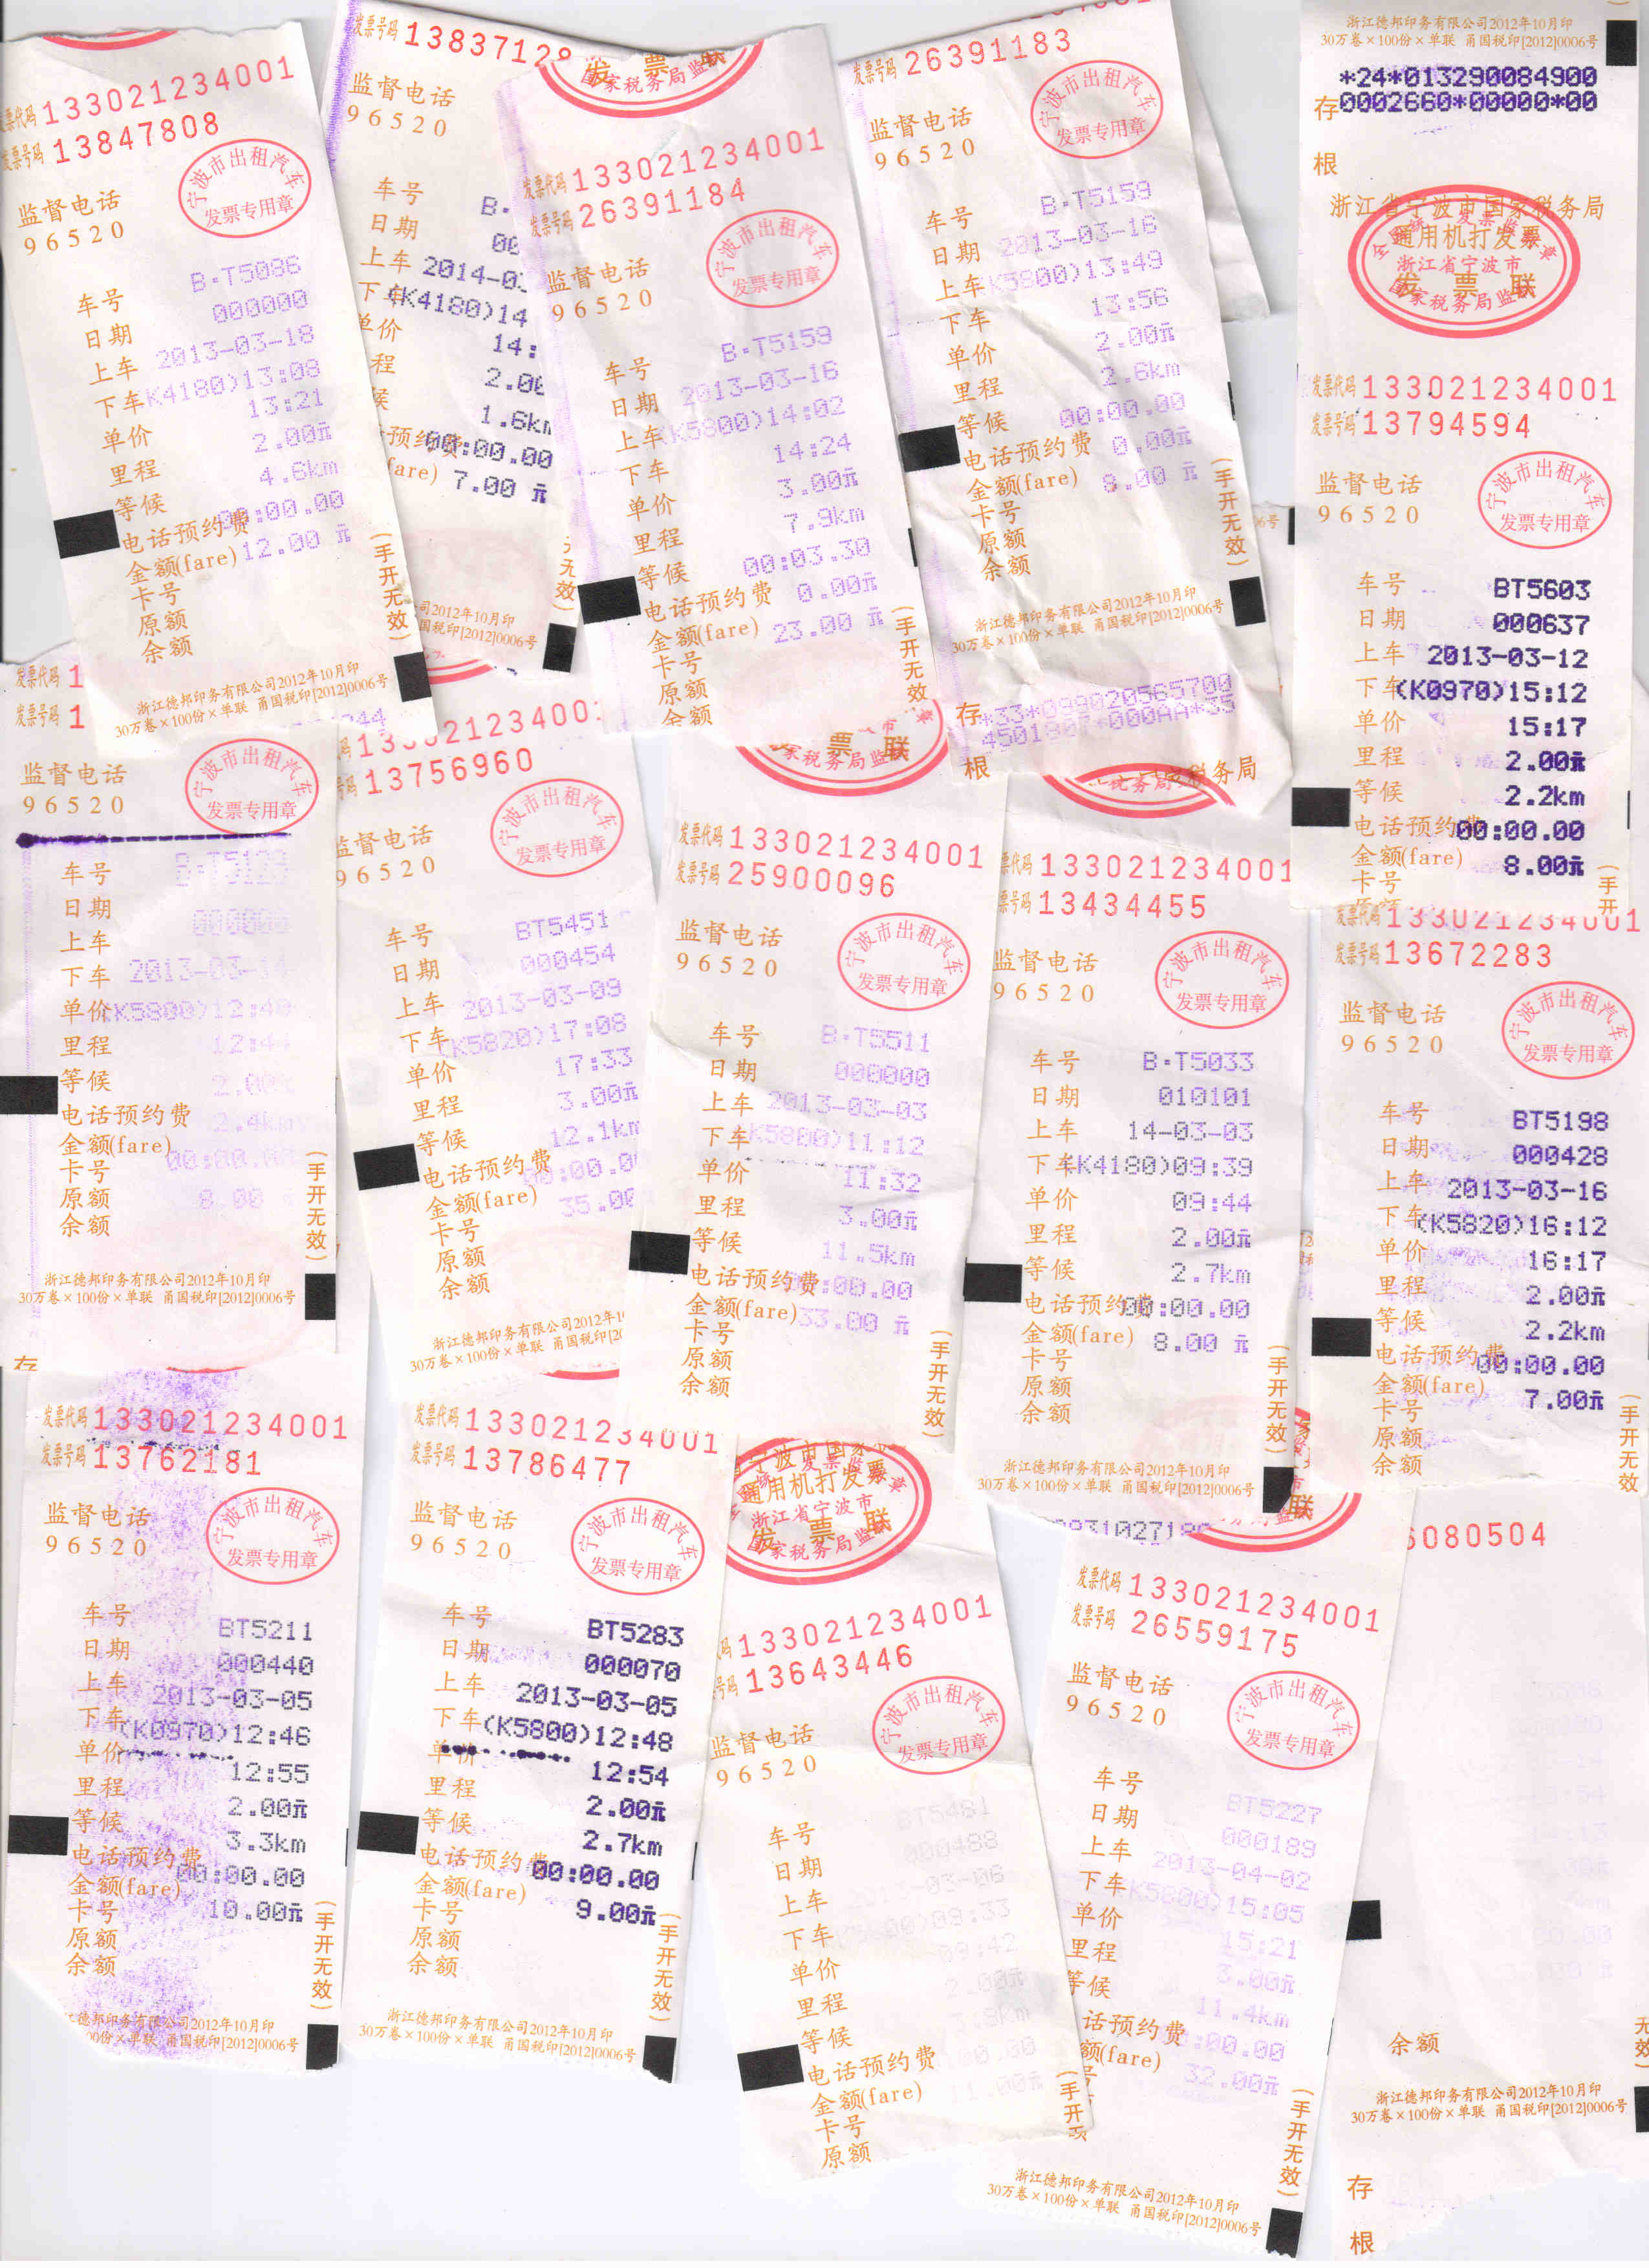 发票代码 133021234001
发票号码 13847808
宁波市出租汽车
发票专用章
监督电话
96520
车号 B·T5086
日期 000000
上车 2013-03-18
下车 (K4180)13:08
单价 13:21
里程 2.00元
等候 4.6km
电话预约费 00:00.00
金额(fare) 12.00 元
卡号
原额
余额
(手开无效)
浙江德邦印务有限公司2012年10月印
30万卷×100份×单联 甬国税印[2012]0006号
发票号码 1383712
监督电话
96520
车号 B·
日期 00
上车 2014-03
下 (K4180)14
单价 14:
程 2.00
候 1.6km
预约费 00:00.00
fare) 7.00 元
无效)
司2012年10月印
国税印[2012]0006号
发票联
国家税务局监
发票代码 133021234001
发票号码 26391184
监督电话
96520
宁波市出租汽车
发票专用章
车号 B·T5159
日期 2013-03-16
上车 (K5800)14:02
下车 14:24
单价 3.00元
里程 7.9km
等候 00:03.30
电话预约费 0.00元
金额(fare) 23.00 元
卡号
原额
余额
(手开无效)
发票号码 26391183
监督电话
96520
宁波市出租汽车
发票专用章
车号 B·T5159
日期 2013-03-16
上车 (K5800)13:49
下车 13:56
单价 2.00元
里程 2.6km
等候 00:00.00
电话预约费 0.00元
金额(fare) 8.00 元
卡号
原额
余额
(手开无效)
浙江德邦印务有限公司2012年10月印
30万卷×100份×单联 甬国税印[2012]0006号
存
根
浙江德邦印务有限公司2012年10月印
30万卷×100份×单联 甬国税印[2012]0006号
*24*013290084900
存 0002660*00000*00
根
浙江省宁波市国家税务局
通用机打发票
浙江省宁波市
发票联
国家税务局监
发票代码 133021234001
发票号码 13794594
监督电话
96520
宁波市出租汽车
发票专用章
车号 BT5603
日期 000637
上车 2013-03-12
下车 (K0970)15:12
单价 15:17
里程 2.00元
等候 2.2km
电话预约费 00:00.00
金额(fare) 8.00元
卡号
(手开
发票代码 1
发票号码 1
监督电话
96520
宁波市出租汽车
发票专用章
车号
日期 000000
上车
下车 2013-03-14
单价 (K5800)12:40
里程 12:44
等候 2.00
电话预约费 2.4km
金额(fare) 00:00.00
卡号
原额 8.00
余额
(手开无效)
浙江德邦印务有限公司2012年10月印
30万卷×100份×单联 甬国税印[2012]0006号
存
号码 13756960
监督电话
96520
宁波市出租汽车
发票专用章
车号 BT5451
日期 000454
上车 2013-03-09
下车 (K5820)17:08
单价 17:33
里程 3.00元
等候 12.1km
电话预约费 00:00.0
金额(fare) 35.00
卡号
原额
余额
浙江德邦印务有限公司2012年1
30万卷×100份×单联 甬国税印[20
票联
国家税务局监
发票代码 133021234001
发票号码 25900096
监督电话
96520
宁波市出租汽车
发票专用章
车号 B·T5511
日期 000000
上车 2013-03-03
下车 (K5800)11:12
单价 11:32
里程 3.00元
等候 11.5km
电话预约费 00:00.00
金额(fare) 33.00 元
卡号
原额
余额
(手开无效)
票代码 133021234001
票号码 13434455
监督电话
96520
宁波市出租汽车
发票专用章
车号 B·T5033
日期 010101
上车 14-03-03
下车 (K4180)09:39
单价 09:44
里程 2.00元
等候 2.7km
电话预约费 00:00.00
金额(fare) 8.00 元
卡号
原额
余额
(手开无效)
浙江德邦印务有限公司2012年10月印
30万卷×100份×单联 甬国税印[2012]0006号
发票代码 133021234001
发票号码 13672283
监督电话
96520
宁波市出租汽车
发票专用章
车号 BT5198
日期 000428
上车 2013-03-16
下车 (K5820)16:12
单价 16:17
里程 2.00元
等候 2.2km
电话预约费 00:00.00
金额(fare) 7.00元
卡号
原额
余额
(手开无效
发票代码 133021234001
发票号码 13762181
监督电话
96520
宁波市出租汽车
发票专用章
车号 BT5211
日期 000440
上车 2013-03-05
下车 (K0970)12:46
单价 12:55
里程 2.00元
等候 3.3km
电话预约费 00:00.00
金额(fare) 10.00元
卡号
原额
余额
(手开无效)
江德邦印务有限公司2012年10月印
00份×单联 甬国税印[2012]0006号
发票代码 133021234001
发票号码 13786477
监督电话
96520
宁波市出租汽车
发票专用章
车号 BT5283
日期 000070
上车 2013-03-05
下车 (K5800)12:48
单价 12:54
里程 2.00元
等候 2.7km
电话预约费 00:00.00
金额(fare) 9.00元
卡号
原额
余额
(手开无效)
浙江德邦印务有限公司2012年10月印
30万卷×100份×单联 甬国税印[2012]0006号
通用机打发票
浙江省宁波市
发票联
国家税务局监
码 133021234001
号码 13643446
监督电话
96520
宁波市出租汽车
发票专用章
车号 T5481
日期 000488
上车 03-06
下车 09:33
单价 09:42
里程 2.00元
等候
电话预约费
金额(fare)
卡号
原额
(手开
发票代码 133021234001
发票号码 26559175
监督电话
96520
宁波市出租汽车
发票专用章
车号 BT5227
日期 000189
上车 2013-04-02
下车 (K5800)15:05
单价 15:21
里程 3.00元
等候 11.4km
话预约费 :00.00
额(fare) 32.00元
(手开无效)
浙江德邦印务有限公司2012年10月印
30万卷×100份×单联 甬国税印[2012]0006号
080504
余额
无效)
浙江德邦印务有限公司2012年10月印
30万卷×100份×单联 甬国税印[2012]0006号
存
根